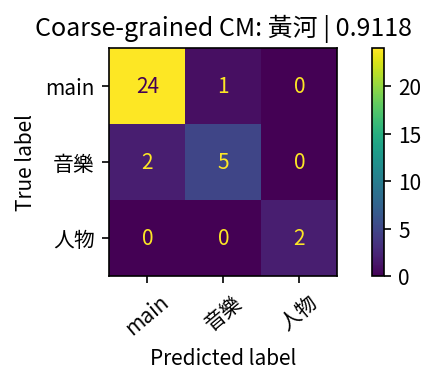 Coarse-grained CM: 黃河 | 0.9118
True label
main 24 1 0
音樂 2 5 0
人物 0 0 2
main 音樂 人物
Predicted label
20
15
10
5
0